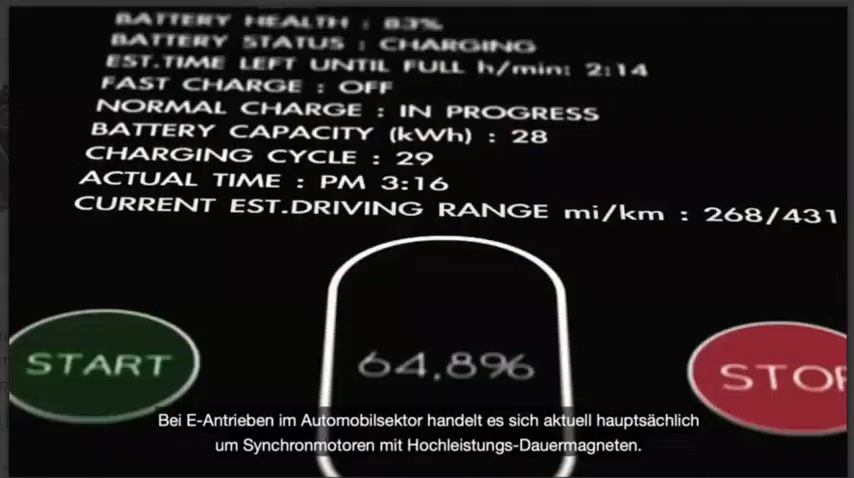 BATTERY HEALTH : 83%
BATTERY STATUS : CHARGING
EST.TIME LEFT UNTIL FULL h/min: 2:14
FAST CHARGE : OFF
NORMAL CHARGE : IN PROGRESS
BATTERY CAPACITY (kWh) : 28
CHARGING CYCLE : 29
ACTUAL TIME : PM 3:16
CURRENT EST.DRIVING RANGE mi/km : 268/431
START
64,8%
STOP
Bei E-Antrieben im Automobilsektor handelt es sich aktuell hauptsächlich
um Synchronmotoren mit Hochleistungs-Dauermagneten.